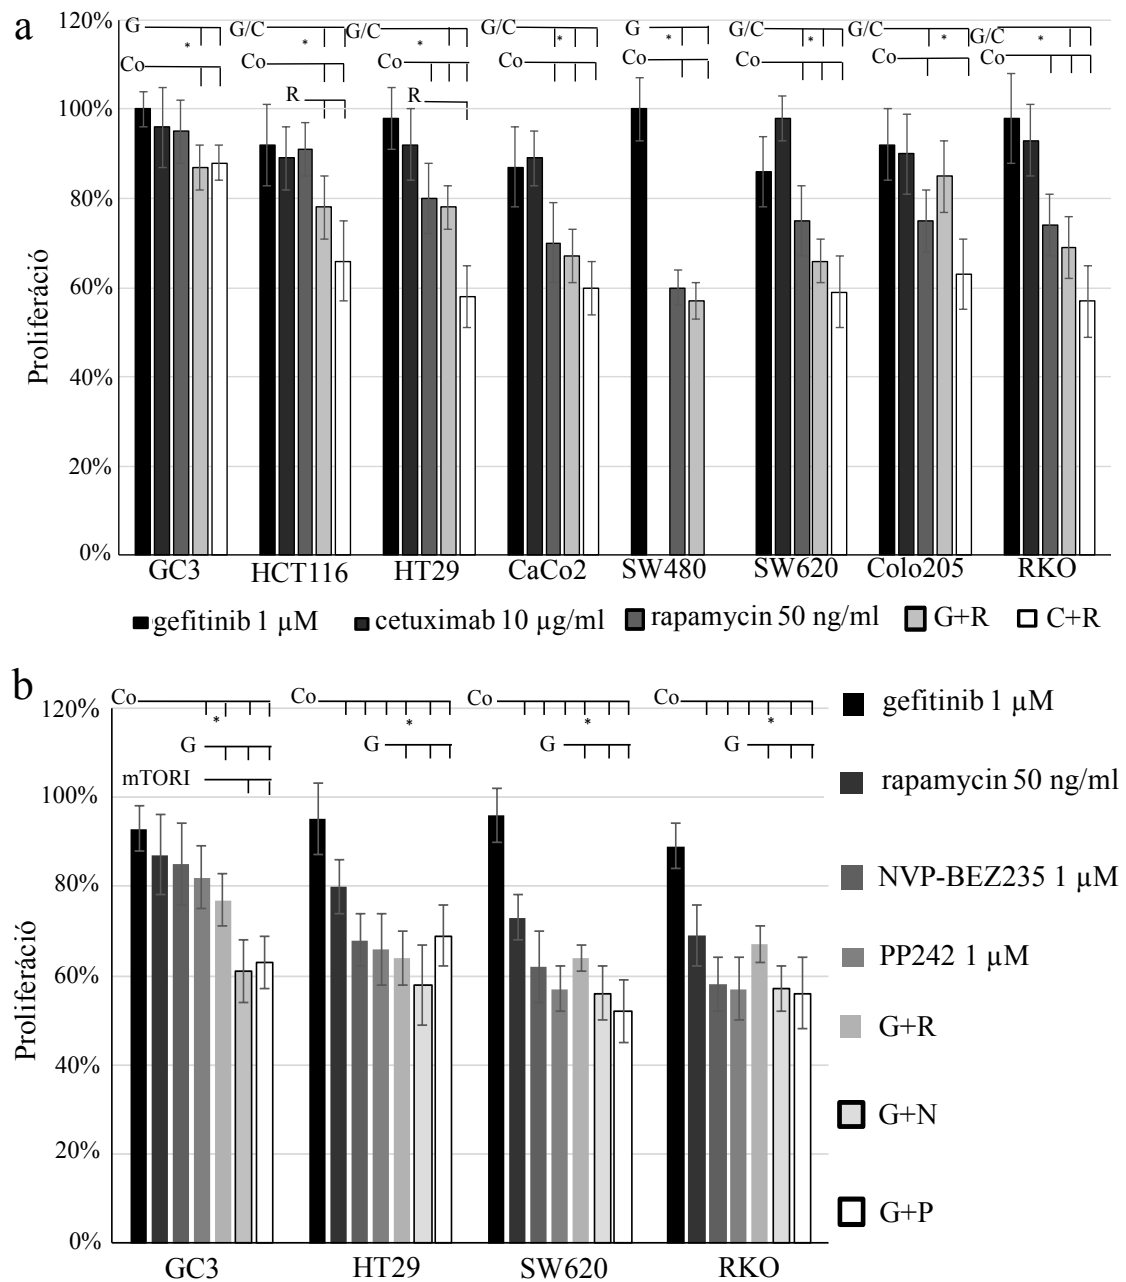 a
120%
G G/C G/C G/C G G/C G/C G/C
* * * * * * * *
Co Co Co Co Co Co Co Co
R R
100%
80%
60%
40%
20%
0%
Proliferáció
GC3 HCT116 HT29 CaCo2 SW480 SW620 Colo205 RKO
gefitinib 1 µM cetuximab 10 µg/ml rapamycin 50 ng/ml G+R C+R
b
Co Co Co Co
120%
* * * *
G G G G
mTORI
100%
80%
60%
40%
20%
0%
Proliferáció
GC3 HT29 SW620 RKO
gefitinib 1 µM
rapamycin 50 ng/ml
NVP-BEZ235 1 µM
PP242 1 µM
G+R
G+N
G+P